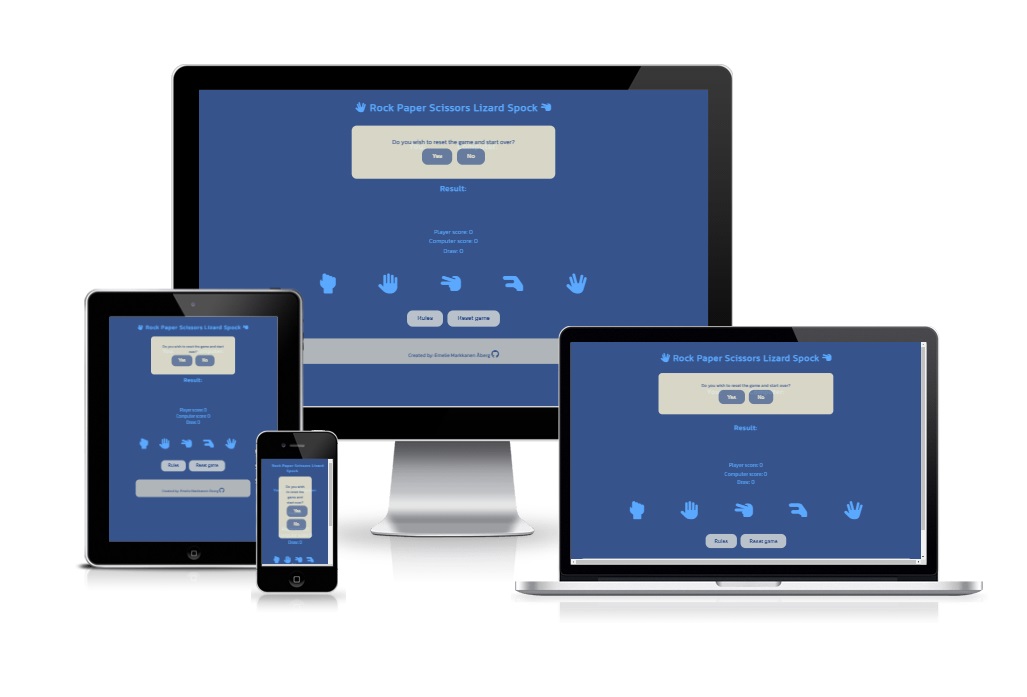 Rock Paper Scissors Lizard Spock
Do you wish to reset the game and start over?
Yes No
Result:
Player score: 0
Computer score: 0
Draw: 0
Rules Reset game
Created by: Emelie
Rock Paper Scissors Lizard Spock
Do you wish to reset the game and start
over?
Yes No
Result:
Player score: 0
Computer score: 0
Draw: 0
Rules Reset game
Created by: Emelie
Rock Paper Scissors Lizard
Spock
Do you wish
to reset the
game and
start over?
Yes
No
Rock Paper Scissors Lizard Spock
Do you wish to reset the game and start over?
Yes No
Result:
Player score: 0
Computer score: 0
Draw: 0
Rules Reset game